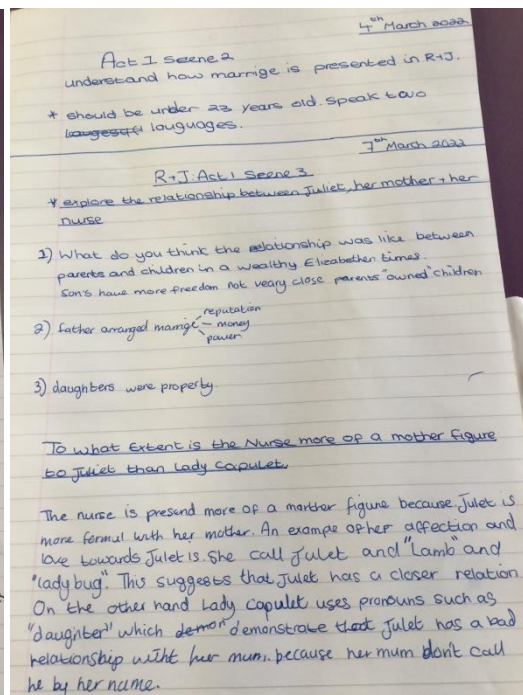 4th March 2022
Act I Scene 2
understand how marrige is presented in R+J.
* should be under 23 years old. speak two
languages.
7th March 2022
R+J: Act I Scene 3
* explore the relationship between Juliet, her mother + her
nurse
1) What do you think the relationship was like between
parents and children in a wealthy Elizabethen times.
Son's have more freedom not veary close parents "owned" children
2) father arranged marrige
reputation
money
power
3) daughters were property.
To what Extent is the Nurse more of a mother figure
to Juliet than Lady Capulet.
The nurse is presend more of a marther figure because Julet is
more formal with her mother. An exampe of her affection and
love towards Julet is. She call Julet and "Lamb" and
"lady bug". This suggests that Julet has a closer relation
On the other hand Lady capulet uses pronouns such as
"daughter" which demonstrate that Julet has a bad
relationship witht her mum. because her mum don't call
he by her name.